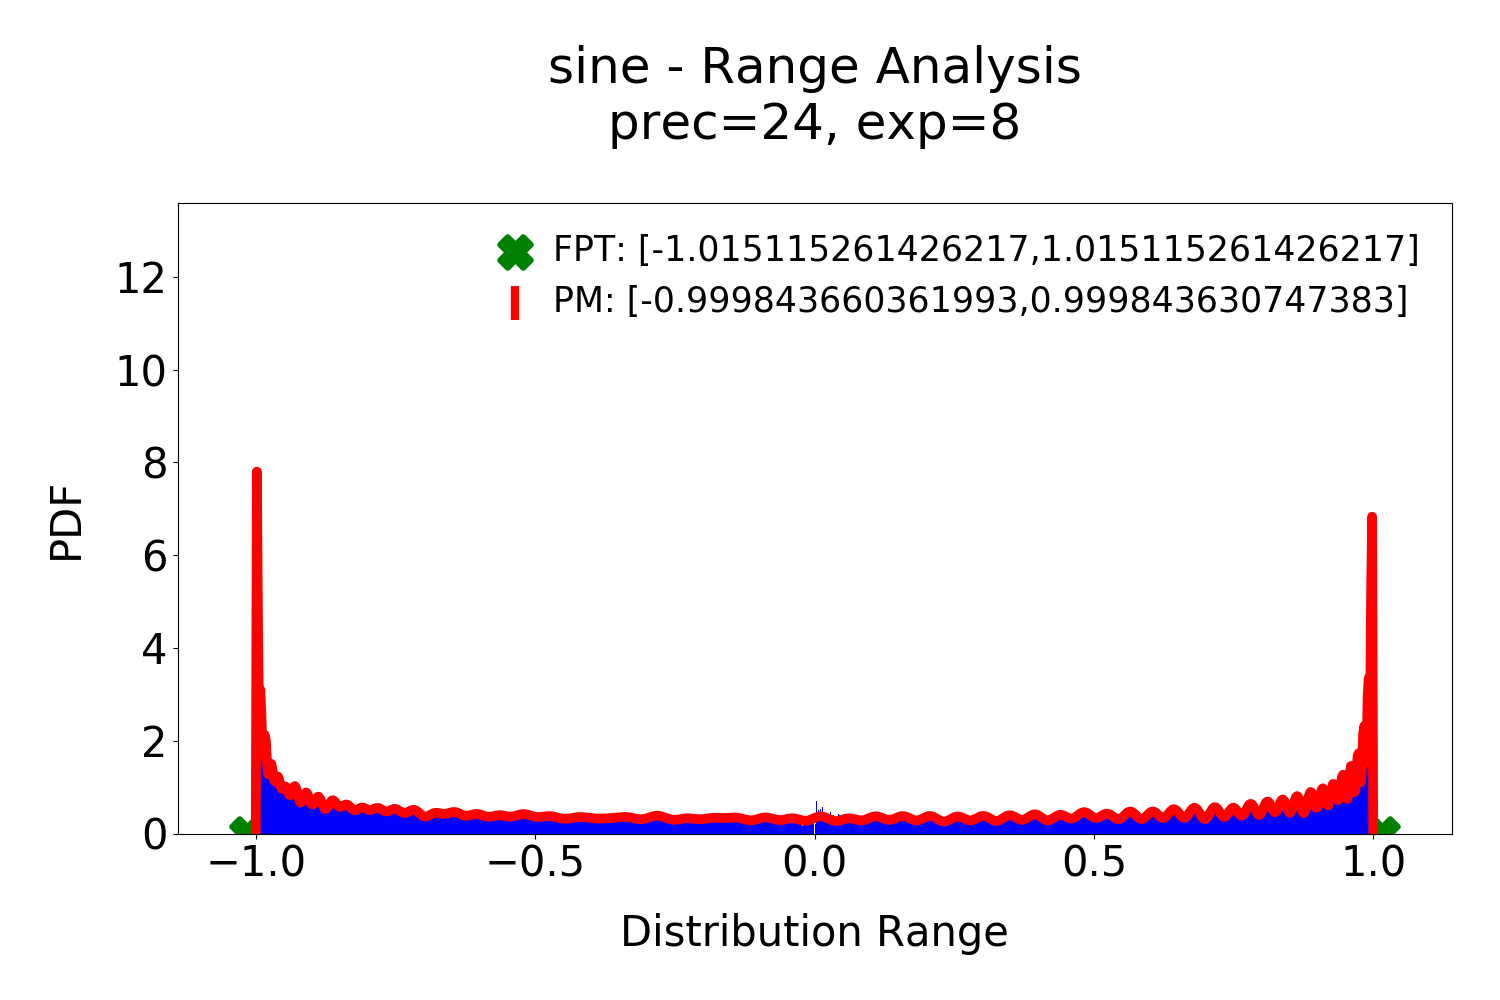 sine - Range Analysis
prec=24, exp=8
FPT: [-1.015115261426217,1.015115261426217]
PM: [-0.999843660361993,0.999843630747383]
12
10
8
6
4
2
0
PDF
−1.0 −0.5 0.0 0.5 1.0
Distribution Range